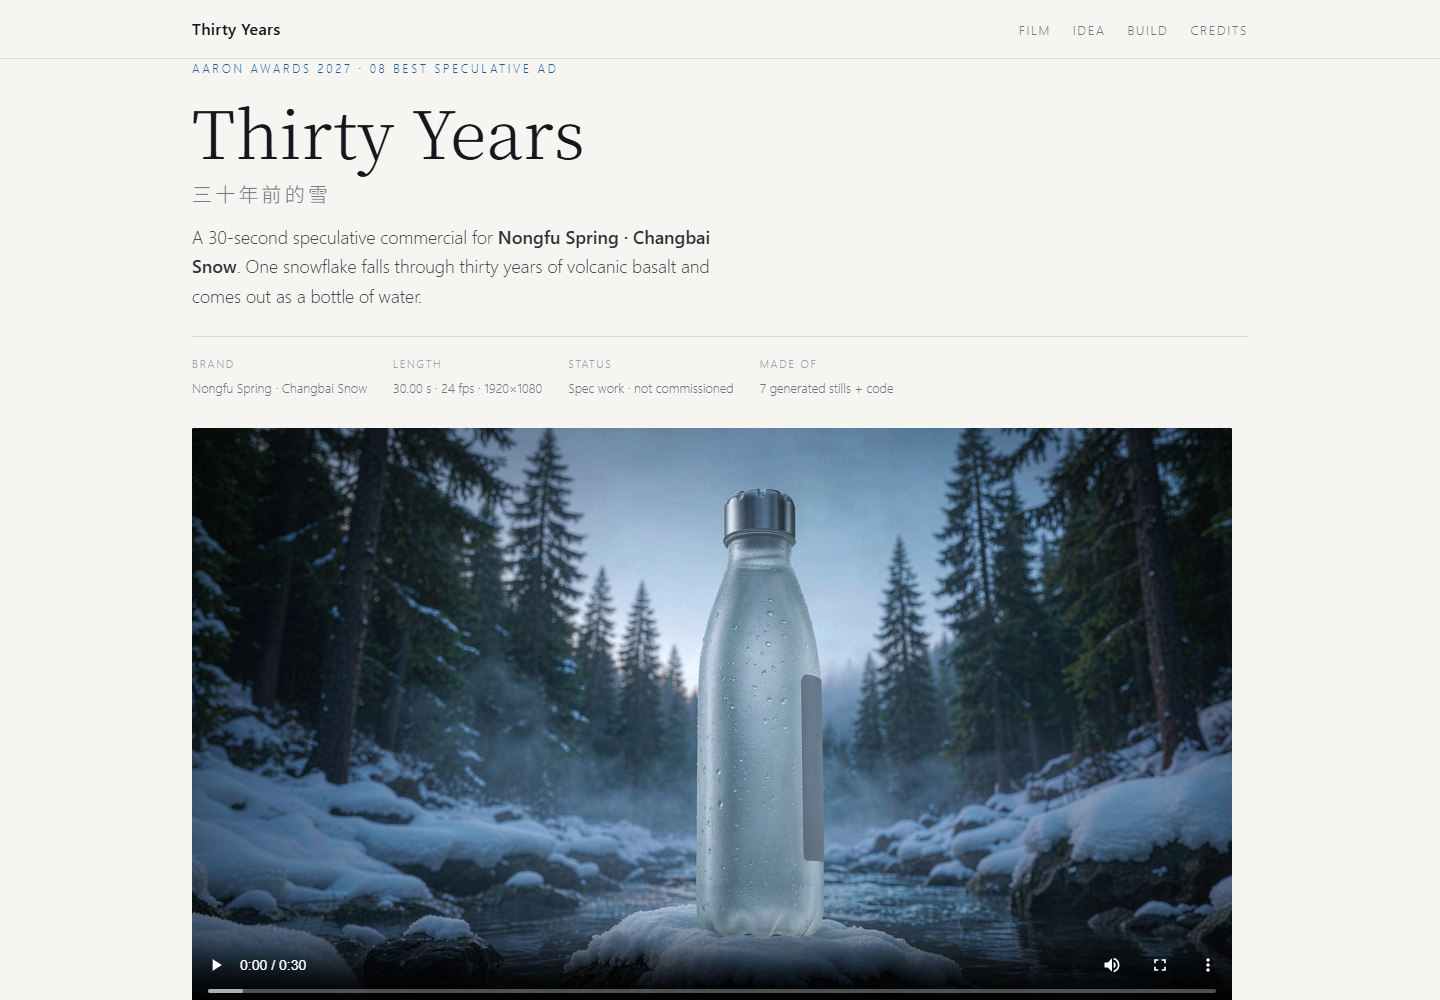 Thirty Years
FILM IDEA BUILD CREDITS
AARON AWARDS 2027 · 08 BEST SPECULATIVE AD
Thirty Years
三十年前的雪
A 30-second speculative commercial for Nongfu Spring · Changbai
Snow. One snowflake falls through thirty years of volcanic basalt and
comes out as a bottle of water.
BRAND
Nongfu Spring · Changbai Snow
LENGTH
30.00 s · 24 fps · 1920×1080
STATUS
Spec work · not commissioned
MADE OF
7 generated stills + code
0:00 / 0:30